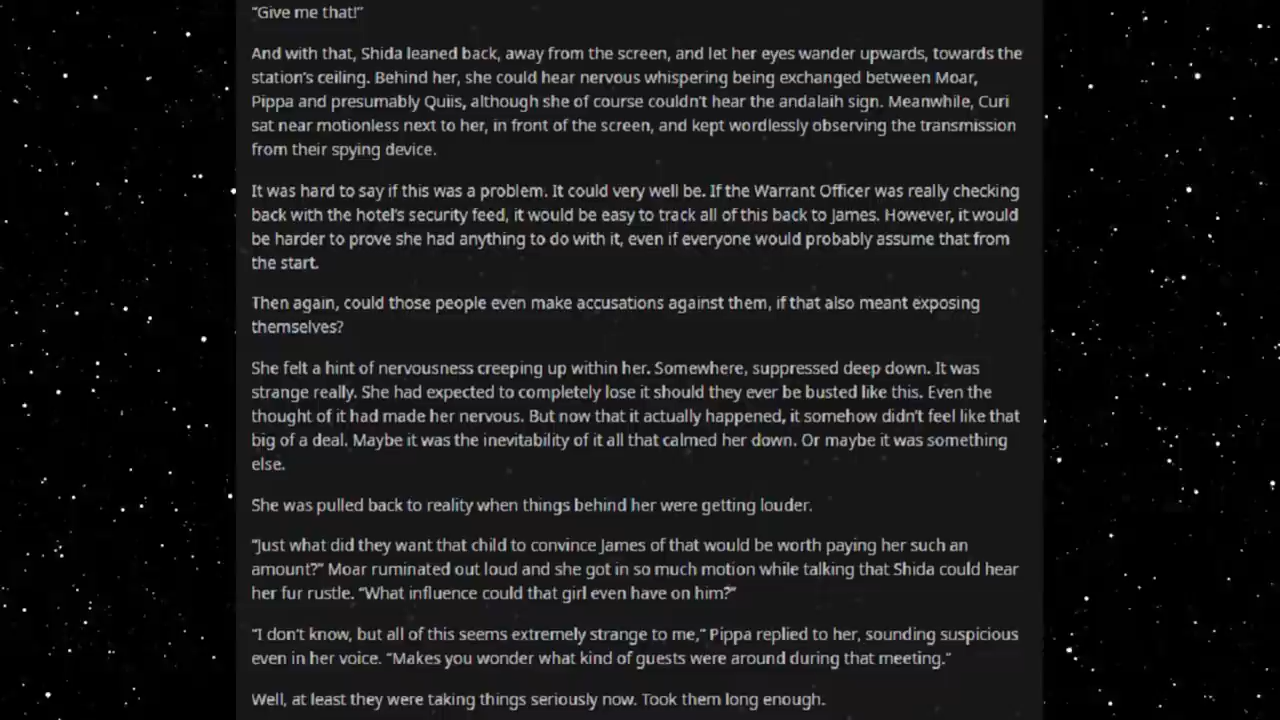 “Give me that!”
And with that, Shida leaned back, away from the screen, and let her eyes wander upwards, towards the
station’s ceiling. Behind her, she could hear nervous whispering being exchanged between Moar,
Pippa and presumably Quiis, although she of course couldn’t hear the andalaih sign. Meanwhile, Curi
sat near motionless next to her, in front of the screen, and kept wordlessly observing the transmission
from their spying device.
It was hard to say if this was a problem. It could very well be. If the Warrant Officer was really checking
back with the hotel’s security feed, it would be easy to track all of this back to James. However, it would
be harder to prove she had anything to do with it, even if everyone would probably assume that from
the start.
Then again, could those people even make accusations against them, if that also meant exposing
themselves?
She felt a hint of nervousness creeping up within her. Somewhere, suppressed deep down. It was
strange really. She had expected to completely lose it should they ever be busted like this. Even the
thought of it had made her nervous. But now that it actually happened, it somehow didn’t feel like that
big of a deal. Maybe it was the inevitability of it all that calmed her down. Or maybe it was something
else.
She was pulled back to reality when things behind her were getting louder.
“Just what did they want that child to convince James of that would be worth paying her such an
amount?” Moar ruminated out loud and she got in so much motion while talking that Shida could hear
her fur rustle. “What influence could that girl even have on him?”
“I don’t know, but all of this seems extremely strange to me,” Pippa replied to her, sounding suspicious
even in her voice. “Makes you wonder what kind of guests were around during that meeting.”
Well, at least they were taking things seriously now. Took them long enough.